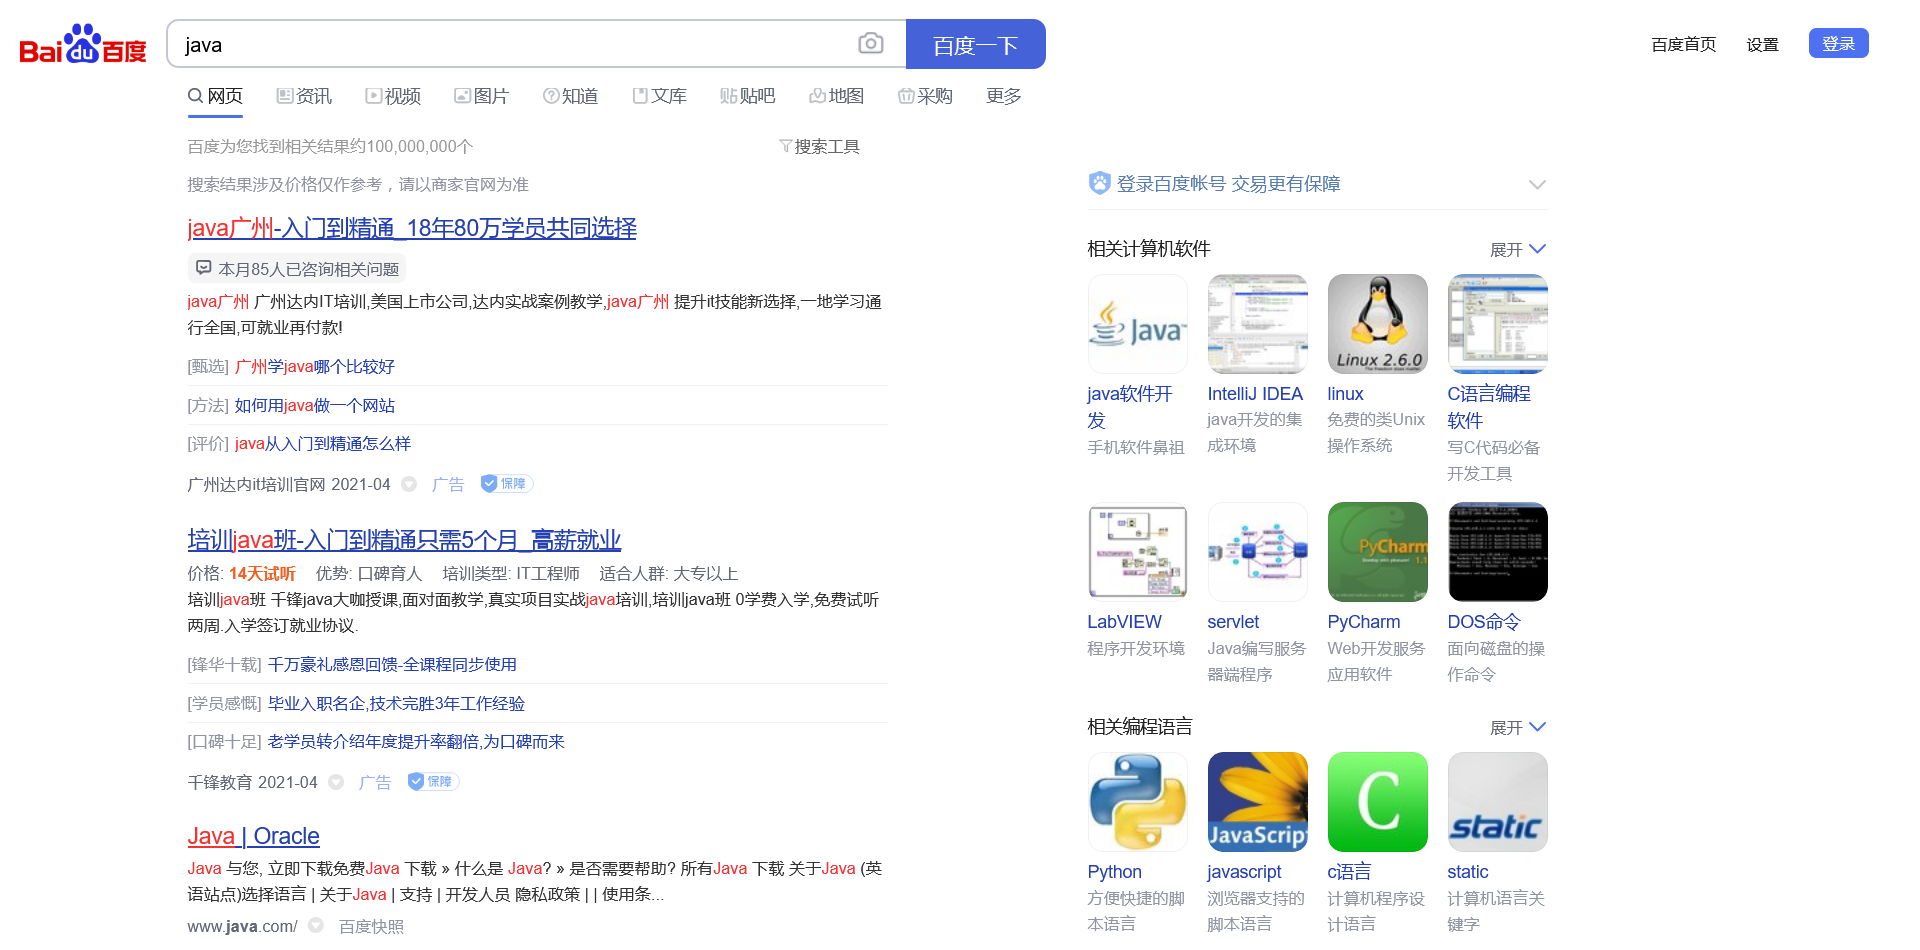 Bai du 百度
java
百度一下
百度首页 设置 登录
网页 资讯 视频 图片 知道 文库 贴吧 地图 采购 更多
百度为您找到相关结果约100,000,000个
搜索工具
搜索结果涉及价格仅作参考，请以商家官网为准
java广州-入门到精通_18年80万学员共同选择
本月85人已咨询相关问题
java广州 广州达内IT培训,美国上市公司,达内实战案例教学,java广州 提升it技能新选择,一地学习通
行全国,可就业再付款!
[甄选] 广州学java哪个比较好
[方法] 如何用java做一个网站
[评价] java从入门到精通怎么样
广州达内it培训官网 2021-04 广告 保障
培训java班-入门到精通只需5个月_高薪就业
价格: 14天试听 优势: 口碑育人 培训类型: IT工程师 适合人群: 大专以上
培训java班 千锋java大咖授课,面对面教学,真实项目实战java培训,培训java班 0学费入学,免费试听
两周.入学签订就业协议.
[锋华十载] 千万豪礼感恩回馈-全课程同步使用
[学员感慨] 毕业入职名企,技术完胜3年工作经验
[口碑十足] 老学员转介绍年度提升率翻倍,为口碑而来
千锋教育 2021-04 广告 保障
Java | Oracle
Java 与您, 立即下载免费Java 下载 » 什么是 Java? » 是否需要帮助? 所有Java 下载 关于Java (英
语站点)选择语言 | 关于Java | 支持 | 开发人员 隐私政策 | | 使用条...
www.java.com/ 百度快照
登录百度帐号 交易更有保障
相关计算机软件 展开
Java
Linux 2.6.0
java软件开
发
手机软件鼻祖
IntelliJ IDEA
java开发的集
成环境
linux
免费的类Unix
操作系统
C语言编程
软件
写C代码必备
开发工具
PyCharm
1.1
LabVIEW
程序开发环境
servlet
Java编写服务
器端程序
PyCharm
Web开发服务
应用软件
DOS命令
面向磁盘的操
作命令
相关编程语言 展开
JavaScript
C
static
Python
方便快捷的脚
本语言
javascript
浏览器支持的
脚本语言
c语言
计算机程序设
计语言
static
计算机语言关
键字